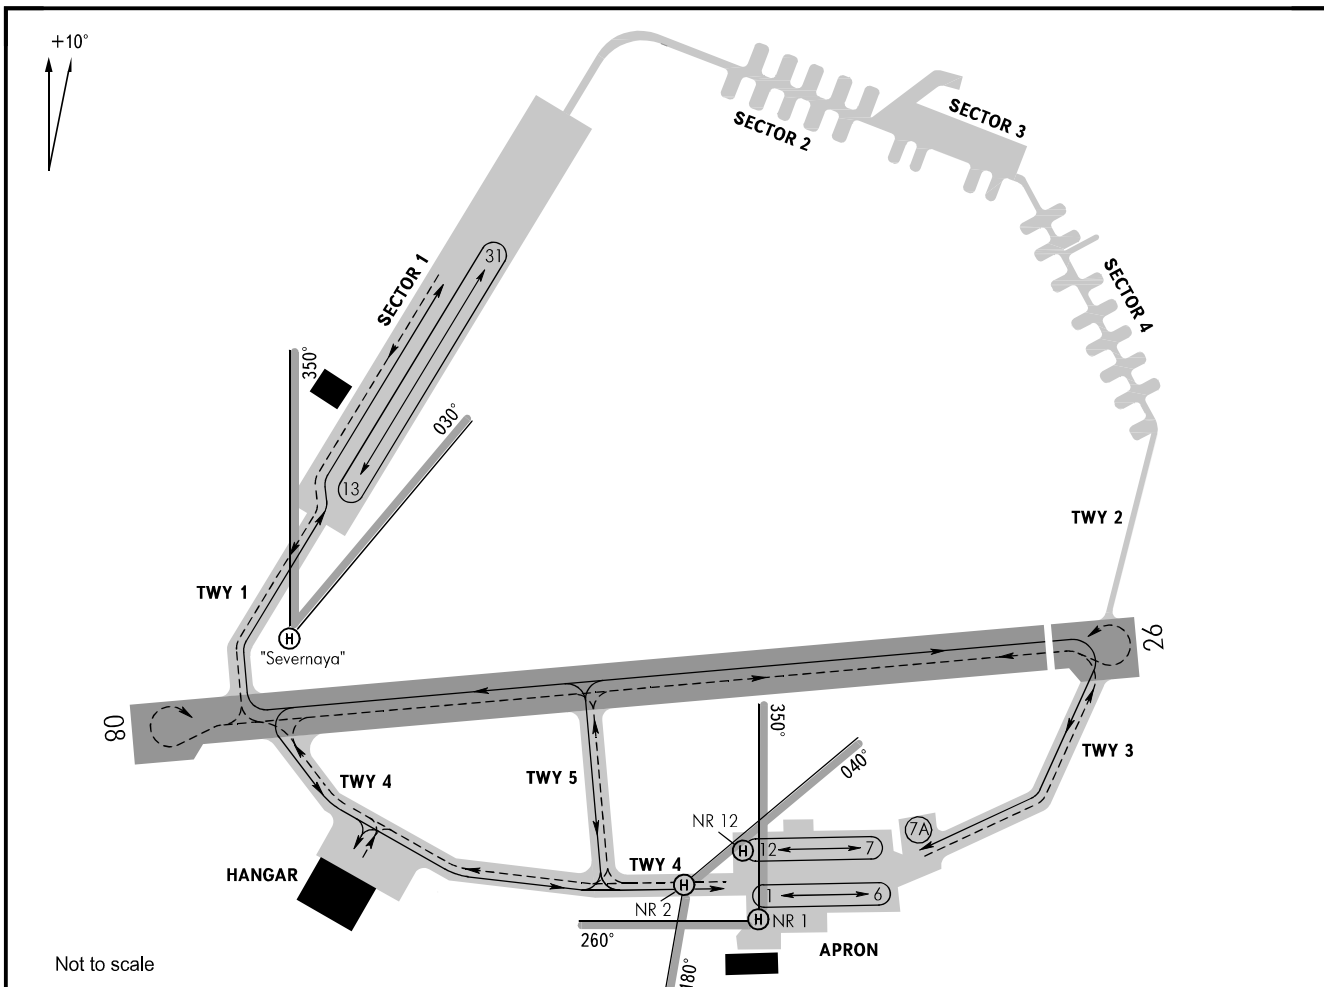 +10°
SECTOR 2
SECTOR 3
SECTOR 4
SECTOR 1
31
13
350°
030°
TWY 1
"Severnaya"
TWY 2
26
08
TWY 3
TWY 4
TWY 5
350°
040°
NR 12
12
7
7A
TWY 4
NR 2
1
6
NR 1
260°
180°
HANGAR
APRON
Not to scale